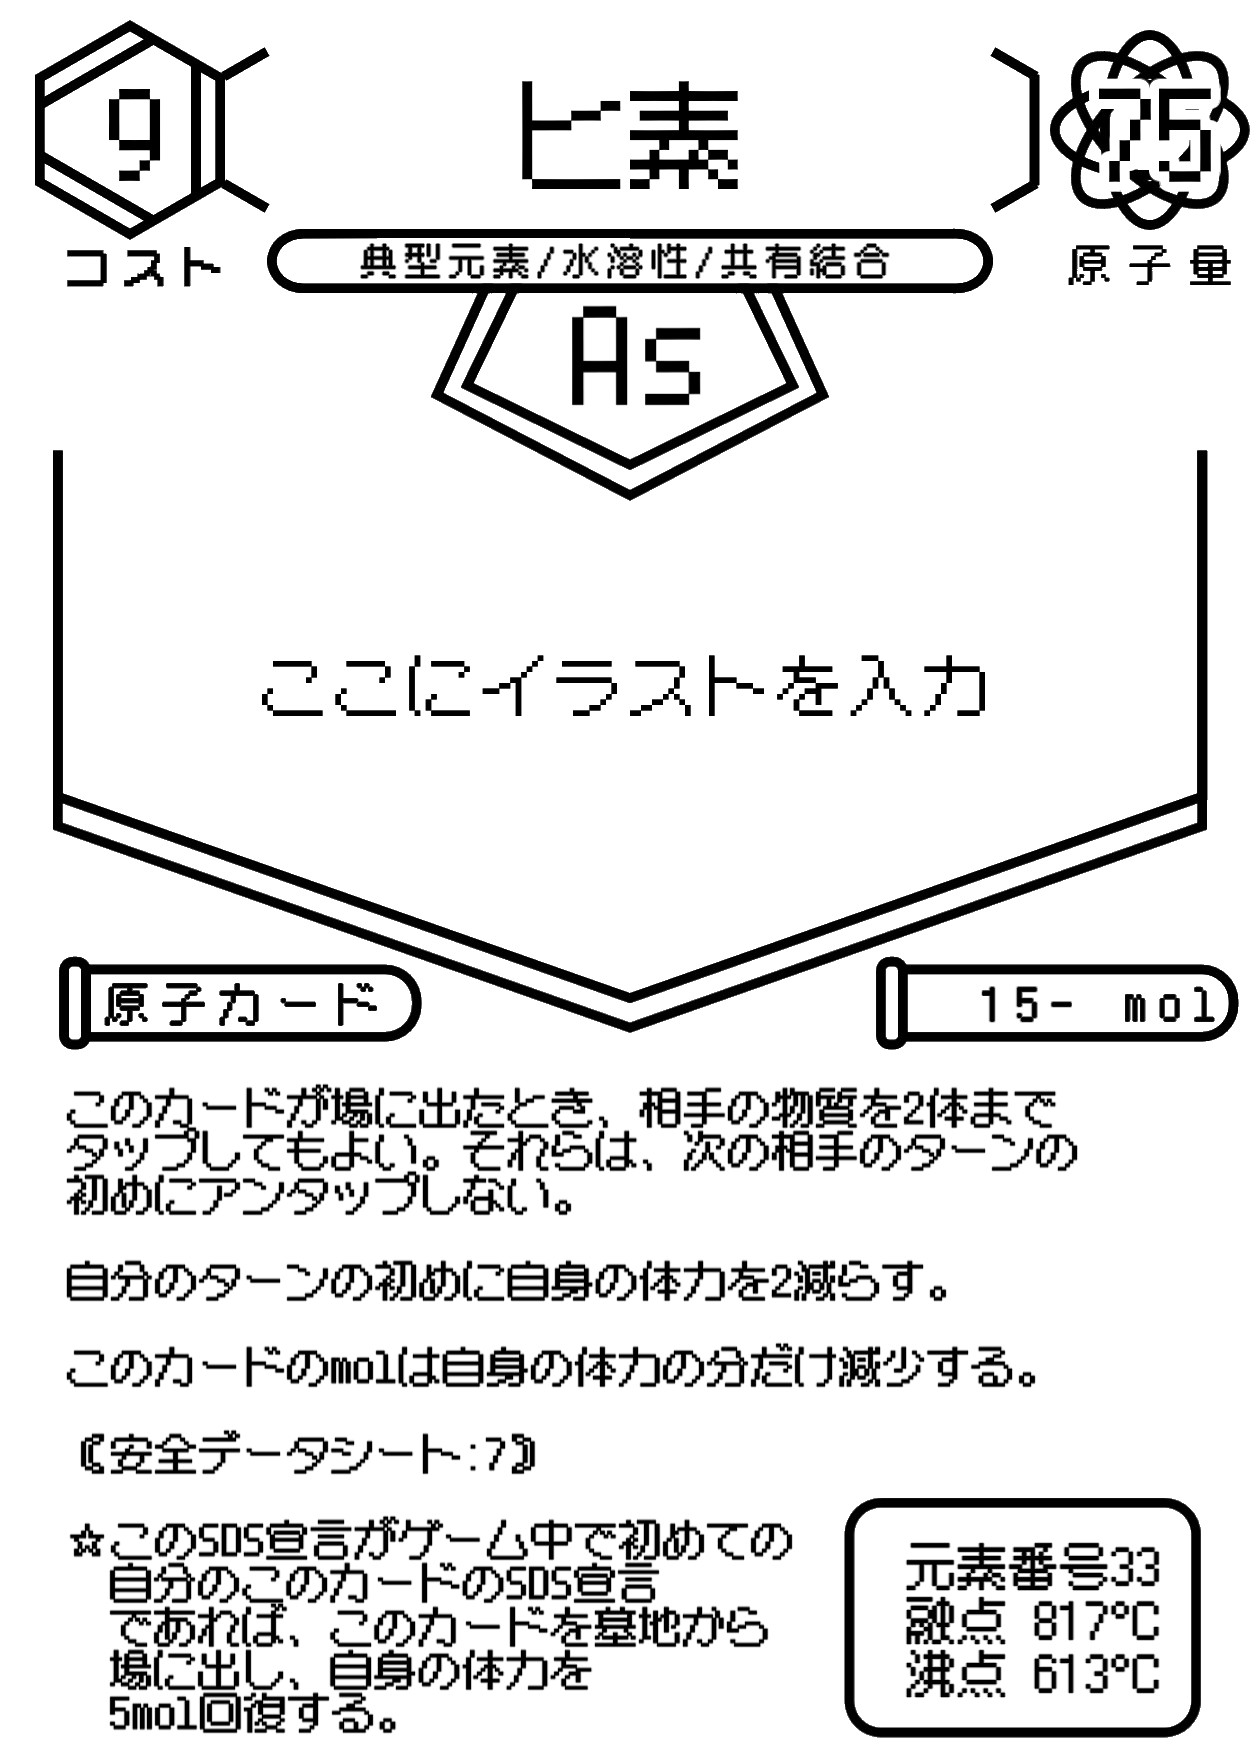 9
ヒ素
75
コスト
典型元素/水溶性/共有結合
原子量
As
ここにイラストを入力
原子カード
15- mol
このカードが場に出たとき、相手の物質を2体まで
タップしてもよい。それらは、次の相手のターンの
初めにアンタップしない。
自分のターンの初めに自身の体力を2減らす。
このカードのmolは自身の体力の分だけ減少する。
⦅安全データシート:7⦆
☆このSDS宣言がゲーム中で初めての
自分のこのカードのSDS宣言
であれば、このカードを墓地から
場に出し、自身の体力を
5mol回復する。
元素番号33
融点 817℃
沸点 613℃